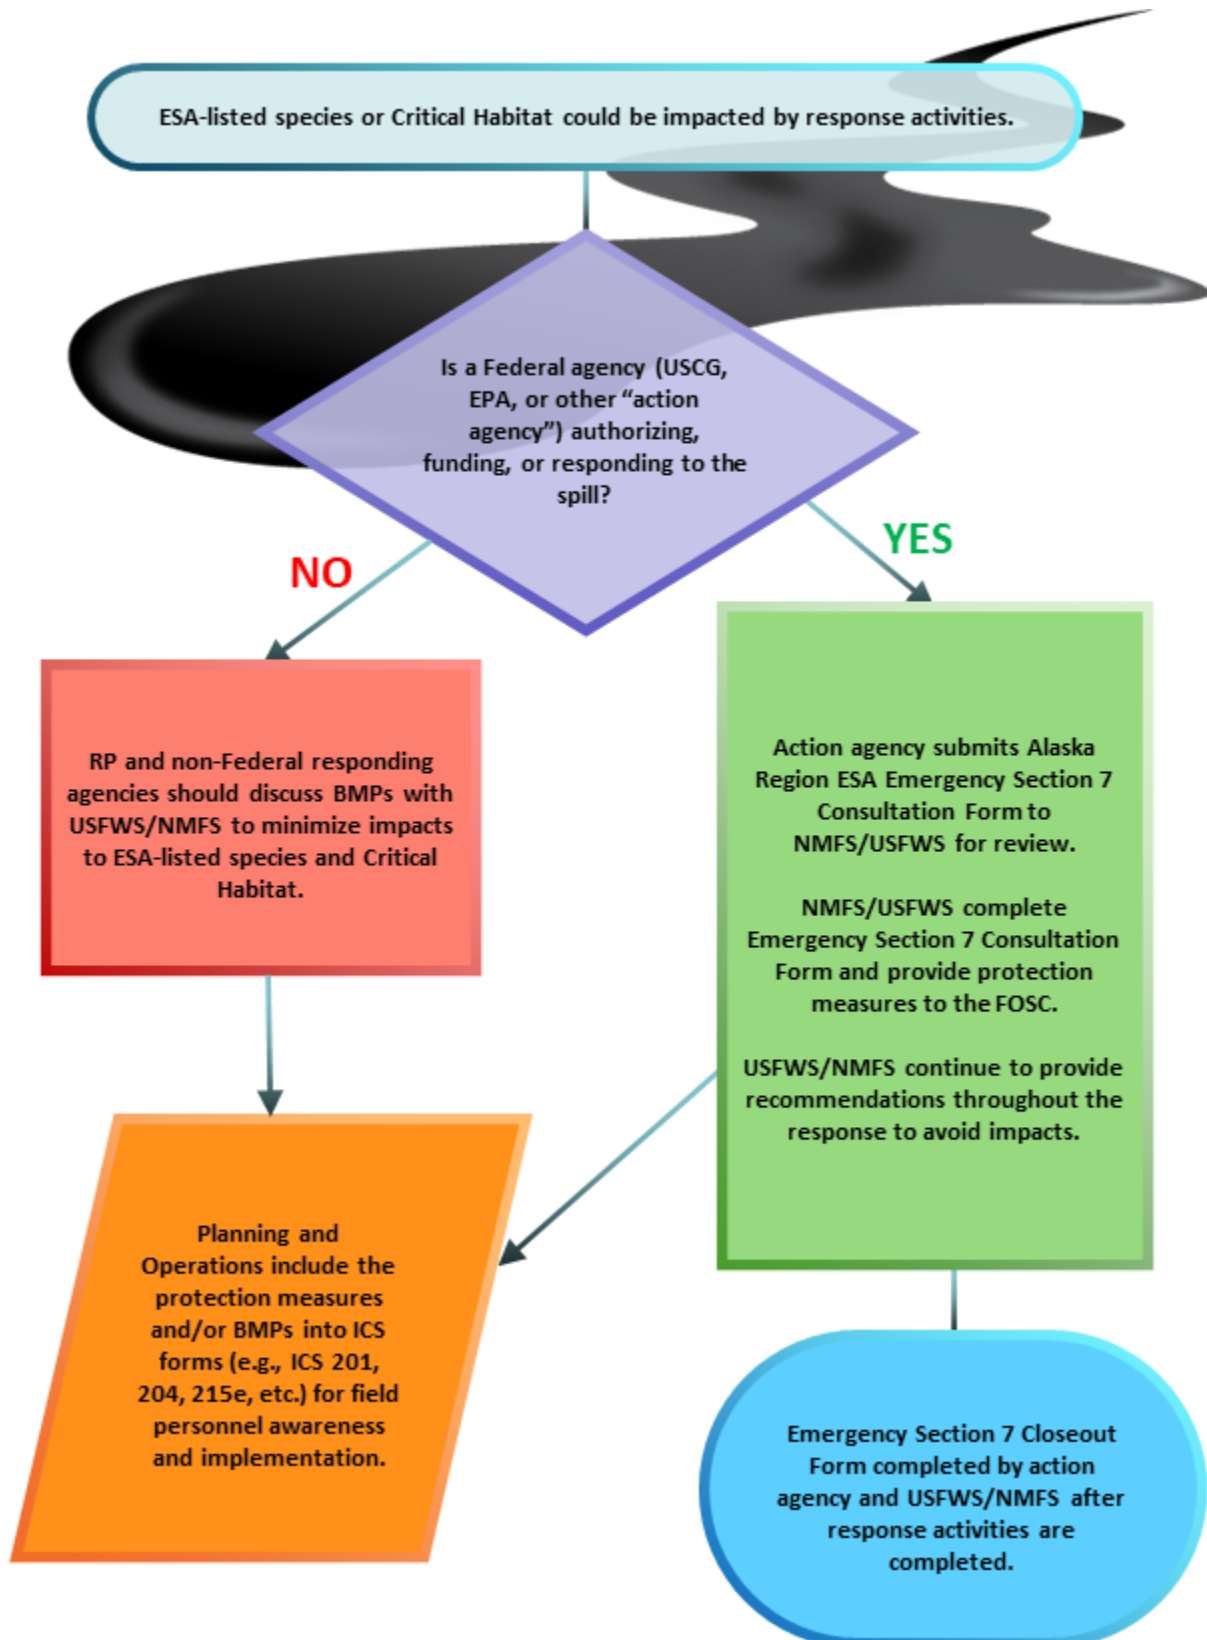 ESA-listed species or Critical Habitat could be impacted by response activities.
Is a Federal agency (USCG,
EPA, or other “action
agency”) authorizing,
funding, or responding to the
spill?
NO
YES
RP and non-Federal responding
agencies should discuss BMPs with
USFWS/NMFS to minimize impacts
to ESA-listed species and Critical
Habitat.
Action agency submits Alaska
Region ESA Emergency Section 7
Consultation Form to
NMFS/USFWS for review.
NMFS/USFWS complete
Emergency Section 7 Consultation
Form and provide protection
measures to the FOSC.
USFWS/NMFS continue to provide
recommendations throughout the
response to avoid impacts.
Planning and
Operations include the
protection measures
and/or BMPs into ICS
forms (e.g., ICS 201,
204, 215e, etc.) for field
personnel awareness
and implementation.
Emergency Section 7 Closeout
Form completed by action
agency and USFWS/NMFS after
response activities are
completed.